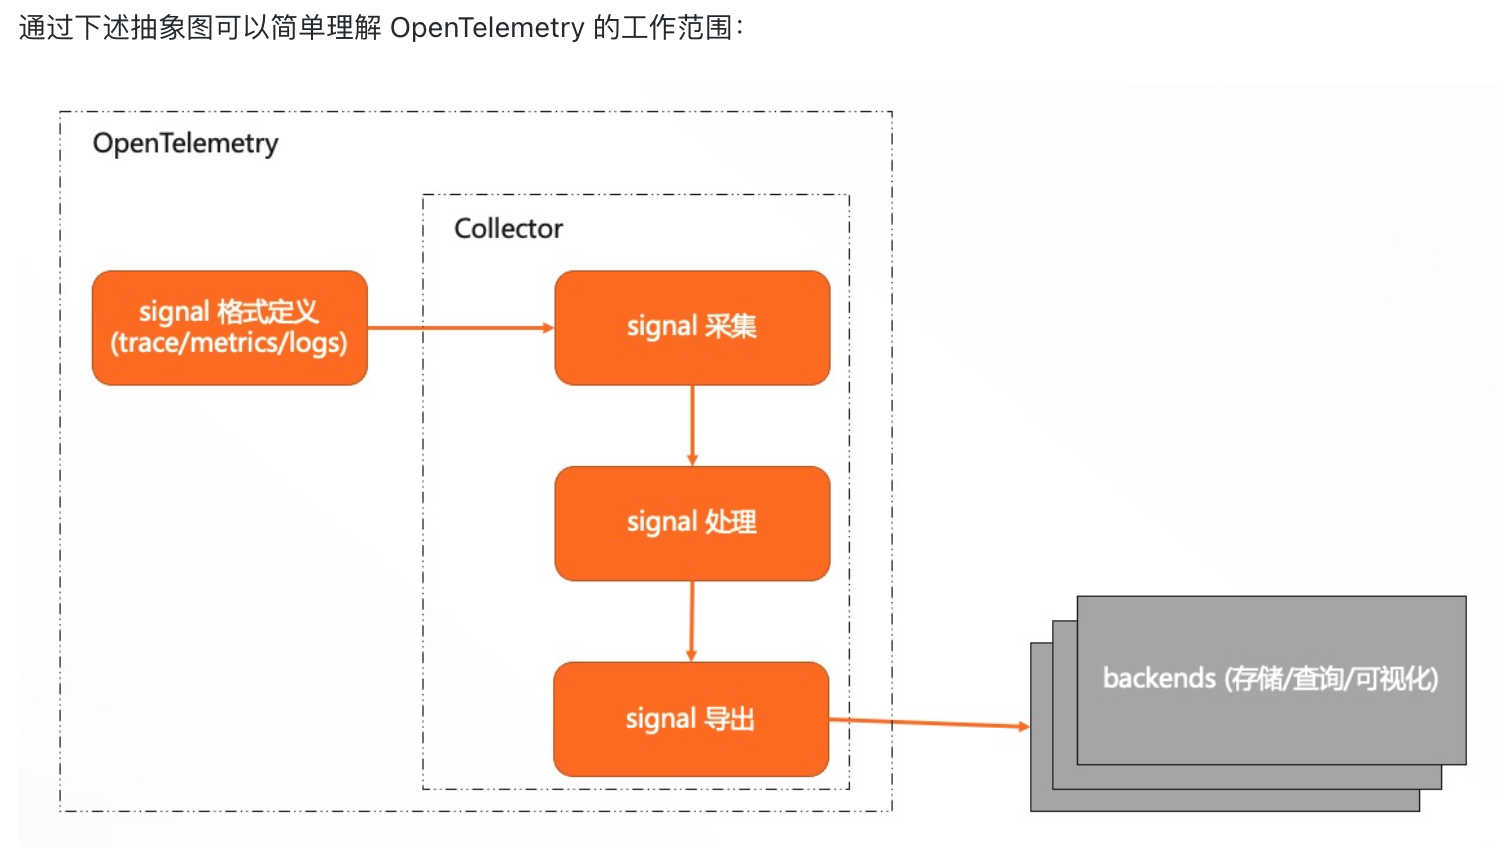 通过下述抽象图可以简单理解 OpenTelemetry 的工作范围：
OpenTelemetry
Collector
signal 格式定义
(trace/metrics/logs)
signal 采集
signal 处理
signal 导出
backends (存储/查询/可视化)